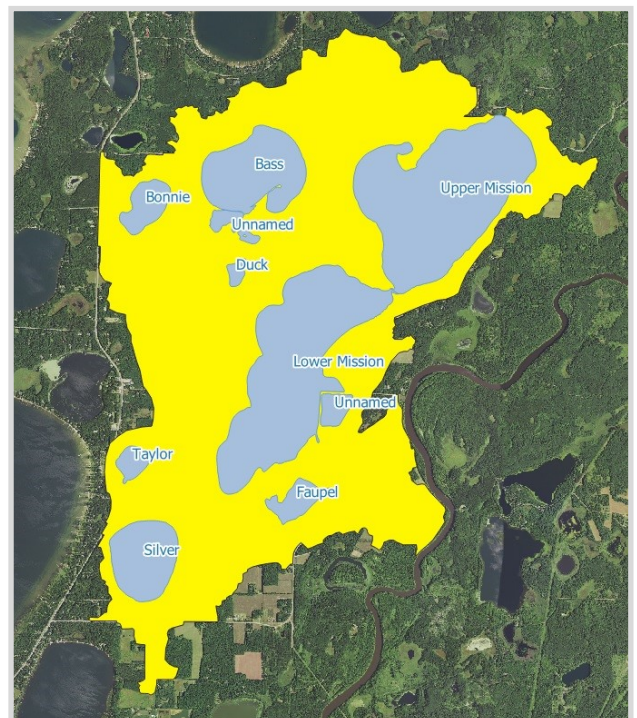 Bass
Upper Mission
Bonnie
Unnamed
Duck
Lower Mission
Unnamed
Taylor
Faupel
Silver